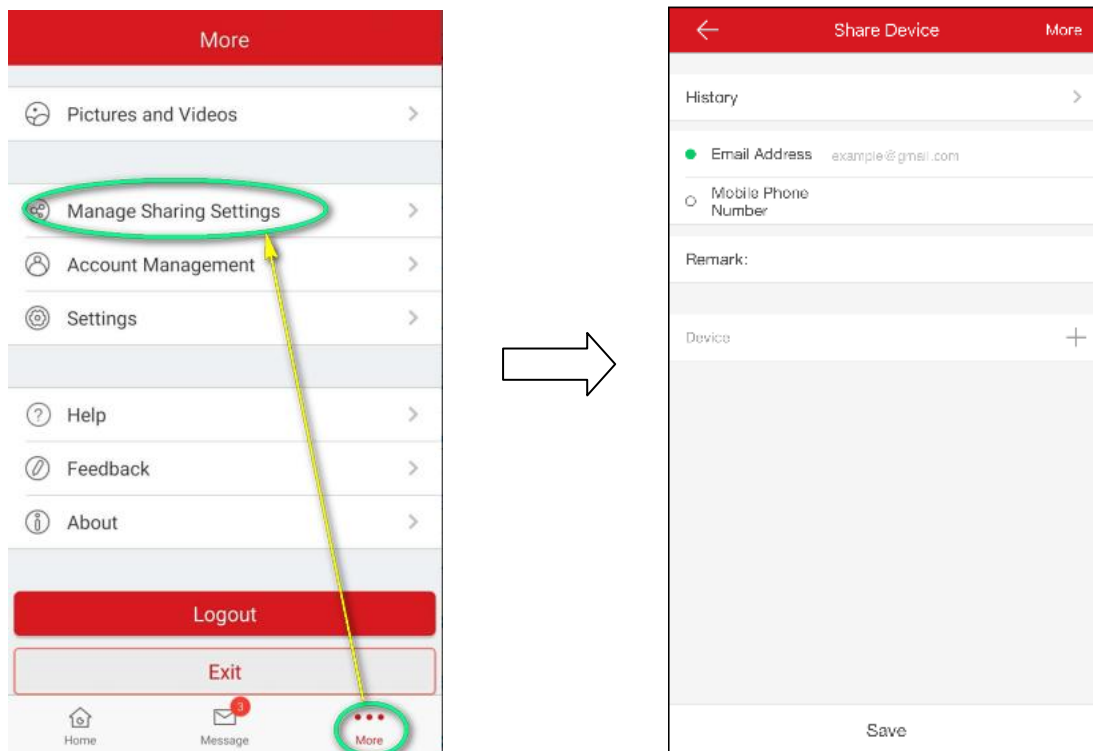 More
Pictures and Videos
Manage Sharing Settings
Account Management
Settings
Help
Feedback
About
Logout
Exit
3
Home
Message
More
Share Device
More
History
Email Address
example@gmail.com
Mobile Phone
Number
Remark:
Device
Save